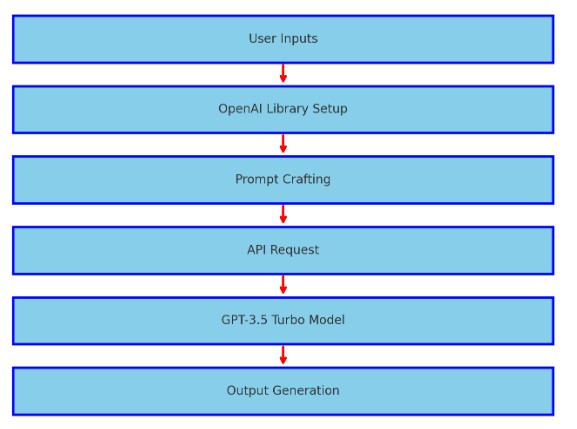 User Inputs
OpenAI Library Setup
Prompt Crafting
API Request
GPT-3.5 Turbo Model
Output Generation